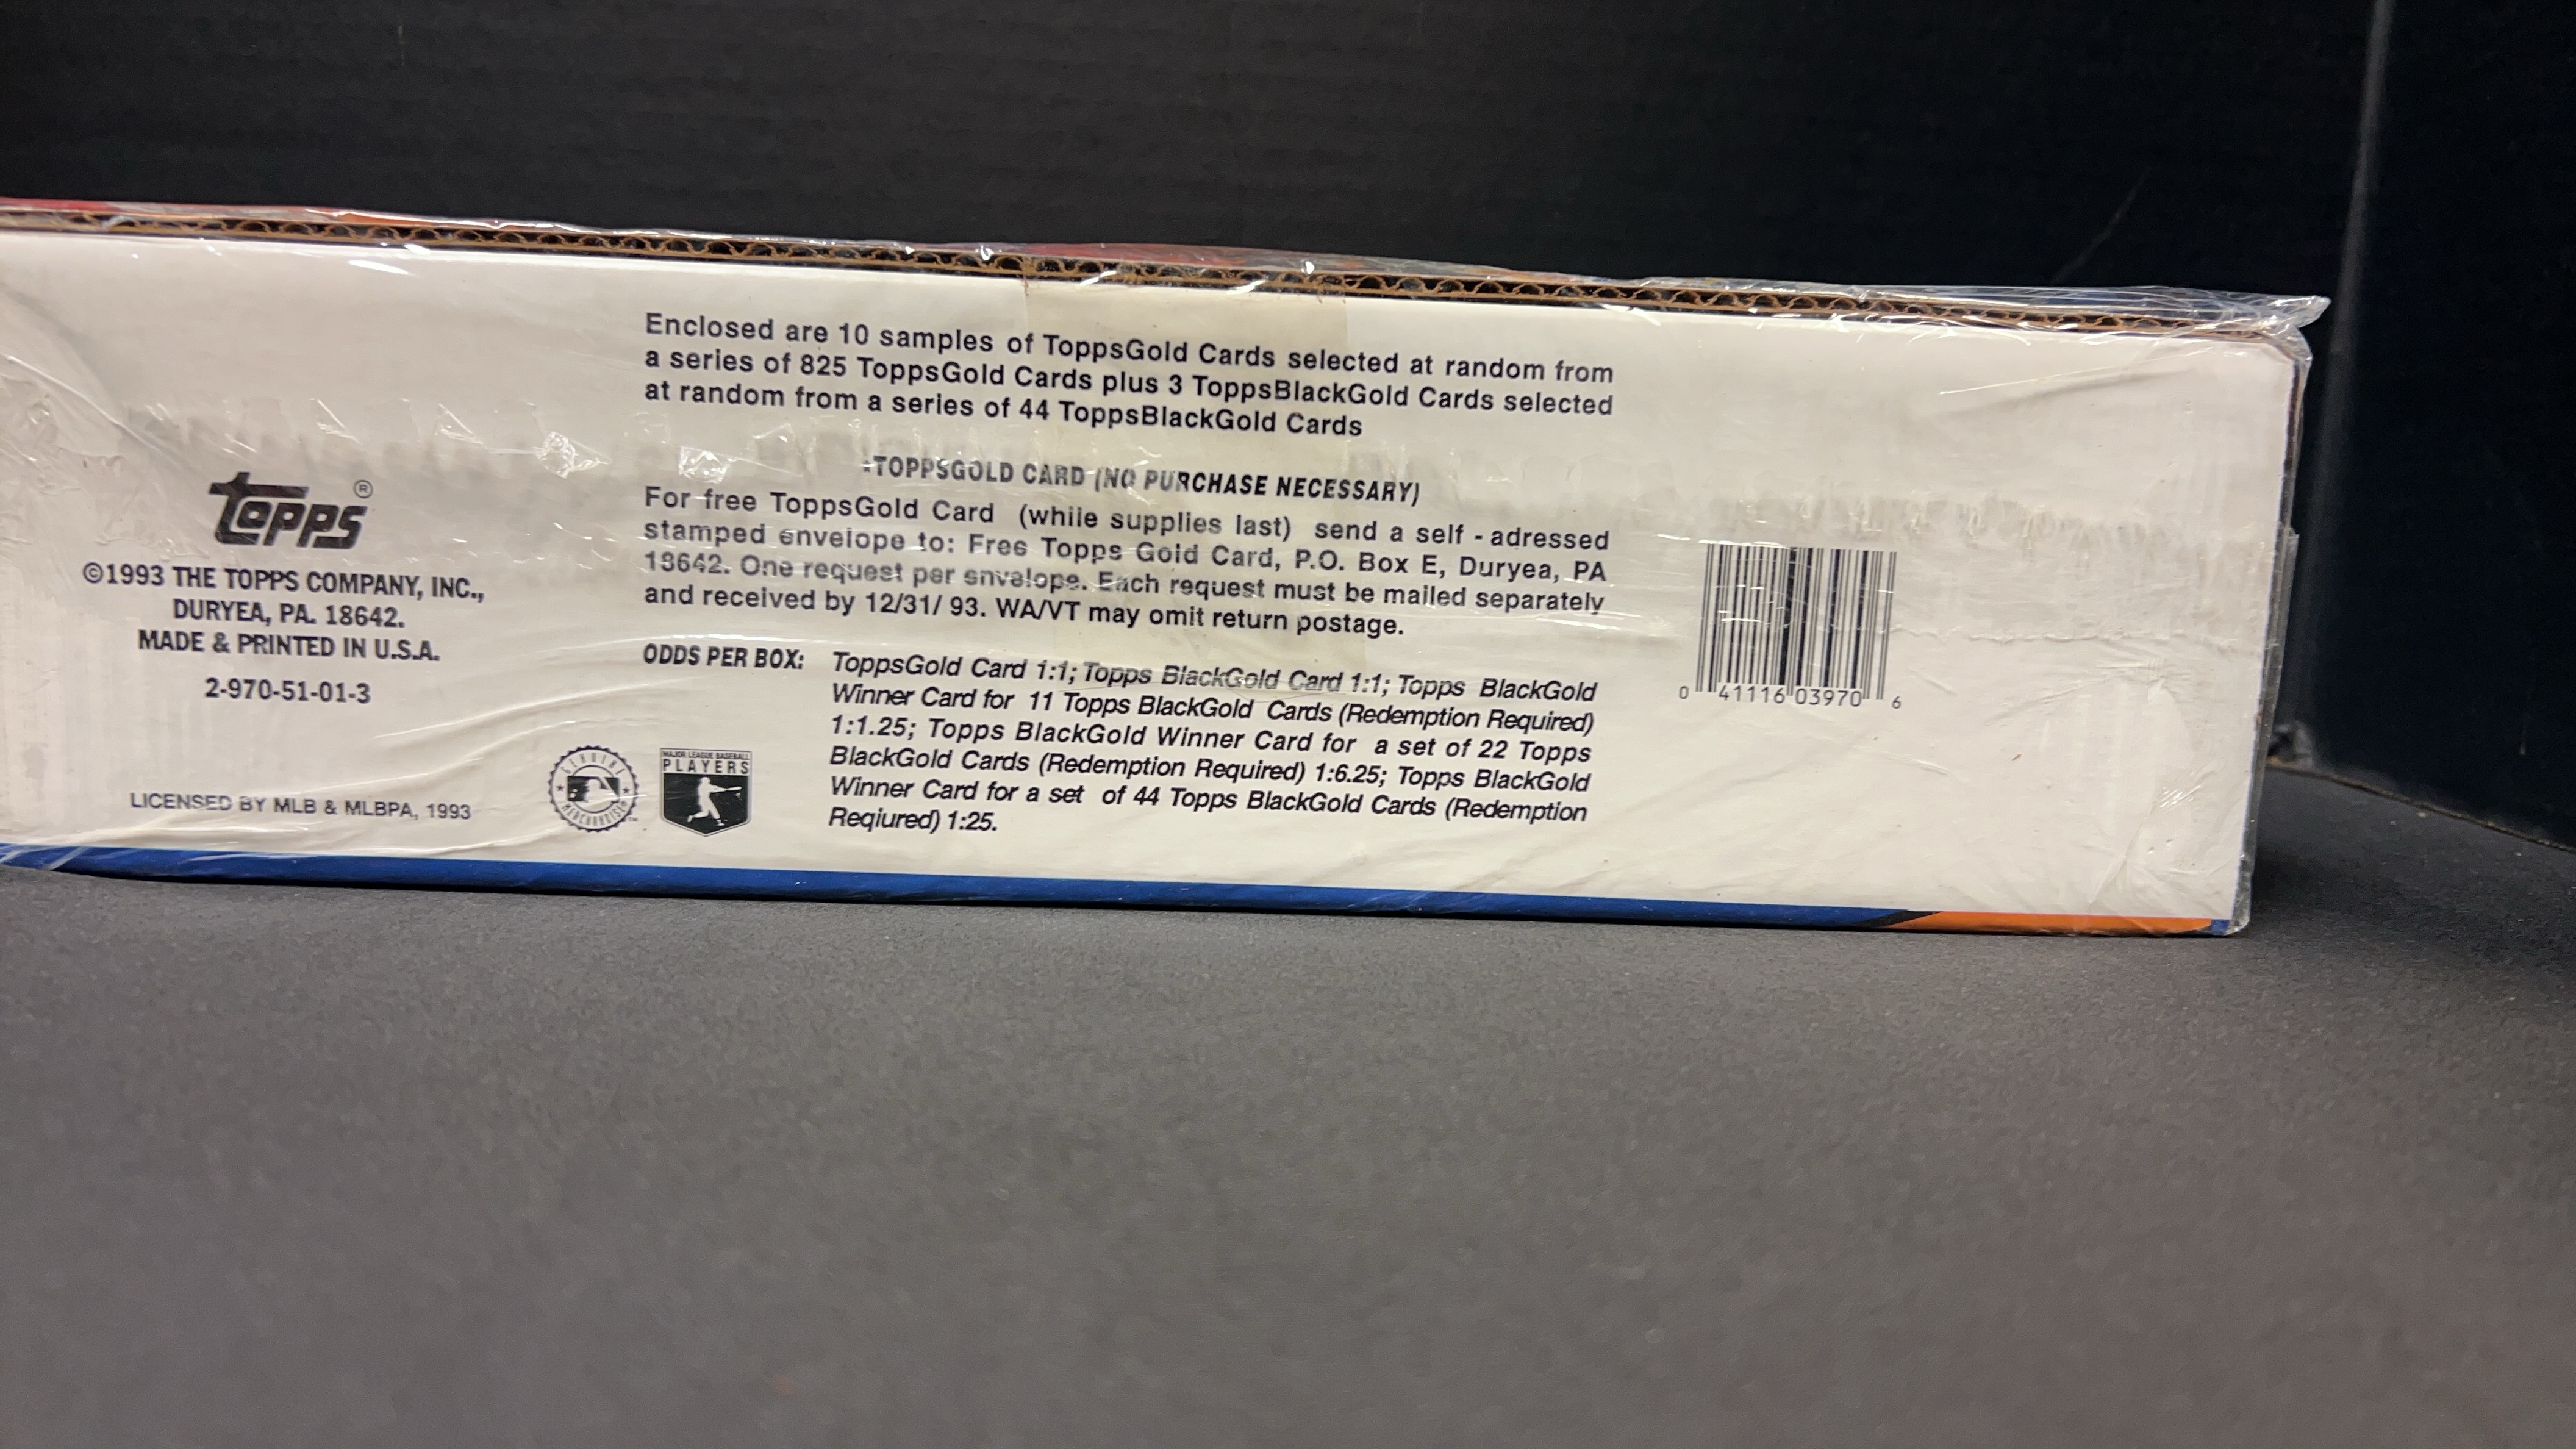 Enclosed are 10 samples of ToppsGold Cards selected at random from
a series of 825 ToppsGold Cards plus 3 ToppsBlackGold Cards selected
at random from a series of 44 ToppsBlackGold Cards
TOPPSGOLD CARD (NO PURCHASE NECESSARY)
For free ToppsGold Card (while supplies last) send a self - adressed
stamped envelope to: Free Topps Gold Card, P.O. Box E, Duryea, PA
18642. One request per envelope. Each request must be mailed separately
and received by 12/31/ 93. WA/VT may omit return postage.
ODDS PER BOX: ToppsGold Card 1:1; Topps BlackGold Card 1:1; Topps BlackGold
Winner Card for 11 Topps BlackGold Cards (Redemption Required)
1:1.25; Topps BlackGold Winner Card for a set of 22 Topps
BlackGold Cards (Redemption Required) 1:6.25; Topps BlackGold
Winner Card for a set of 44 Topps BlackGold Cards (Redemption
Reqiured) 1:25.
topps ®
©1993 THE TOPPS COMPANY, INC.,
DURYEA, PA. 18642.
MADE & PRINTED IN U.S.A.
2-970-51-01-3
LICENSED BY MLB & MLBPA, 1993
GENUINE
MERCHANDISE
TM
MAJOR LEAGUE BASEBALL
PLAYERS
0 41116 03970 6